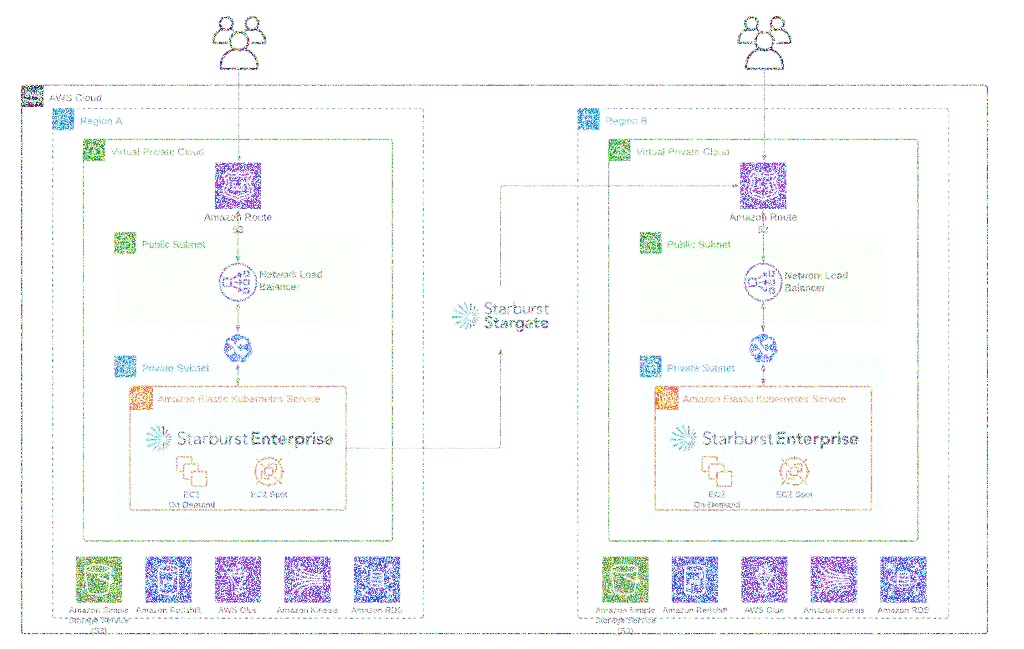 AWS Cloud
Region A
Virtual Private Cloud
Amazon Route
53
Public Subnet
Network Load
Balancer
Private Subnet
Amazon Elastic Kubernetes Service
Starburst Enterprise
EC2
On-Demand
EC2 Spot
Amazon Simple
Storage Service
(S3)
Amazon Redshift
AWS Glue
Amazon Kinesis
Amazon RDS
Starburst
Stargate
Region B
Virtual Private Cloud
Amazon Route
Public Subnet
Network Load
Balancer
Private Subnet
Amazon Elastic Kubernetes Service
Starburst Enterprise
EC2
On-Demand
EC2 Spot
Amazon Simple
Storage Service
(S3)
Amazon Redshift
AWS Glue
Amazon Kinesis
Amazon RDS